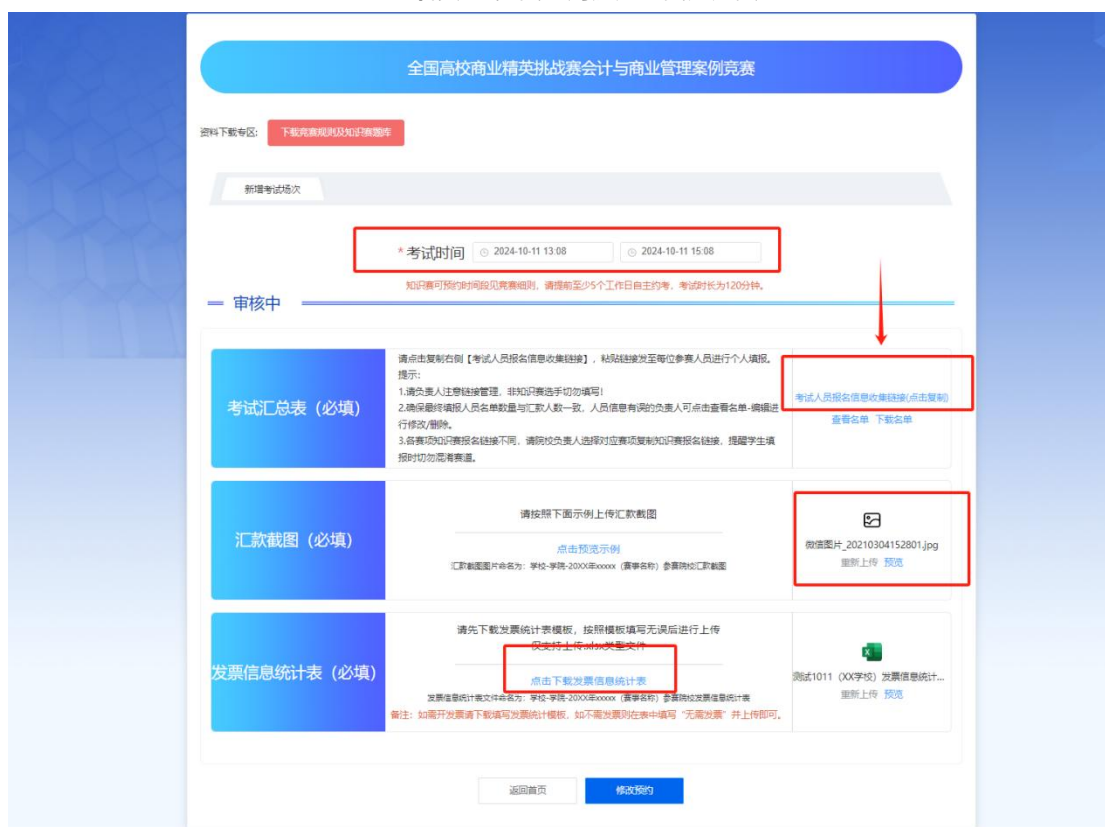 全国高校商业精英挑战赛会计与商业管理案例竞赛
资料下载专区:
下载竞赛规则及知识赛题库
新增考试场次
*考试时间 2024-10-11 13:08 2024-10-11 15:08
知识赛可预约时间段见竞赛细则，请提前至少5个工作日自主约考，考试时长为120分钟。
审核中
考试汇总表（必填）
请点击复制右侧【考试人员报名信息收集链接】，粘贴链接发至每位参赛人员进行个人填报。
提示:
1.请负责人注意链接管理，非知识赛选手切勿填写!
2.确保最终填报人员名单数量与汇款人数一致，人员信息有误的负责人可点击查看名单-编辑进
行修改/删除。
3.各赛项知识赛报名链接不同，请院校负责人选择对应赛项复制知识赛报名链接，提醒学生填
报时切勿混淆赛道。
考试人员报名信息收集链接(点击复制)
查看名单 下载名单
汇款截图（必填）
请按照下面示例上传汇款截图
点击预览示例
汇款截图图片命名为：学校-学院-20XX年xxxxx（赛事名称）参赛院校汇款截图
微信图片_20210304152801.jpg
重新上传 预览
发票信息统计表（必填）
请先下载发票统计表模板，按照模板填写无误后进行上传
仅支持上传.xlsx类型文件
点击下载发票信息统计表
发票信息统计表文件命名为：学校-学院-20XX年xxxxx（赛事名称）参赛院校发票信息统计表
备注：如需开发票请下载填写发票统计模板，如不需发票则在表中填写“无需发票”并上传即可。
测试1011（XX学校）发票信息统计...
重新上传 预览
返回首页
修改预约